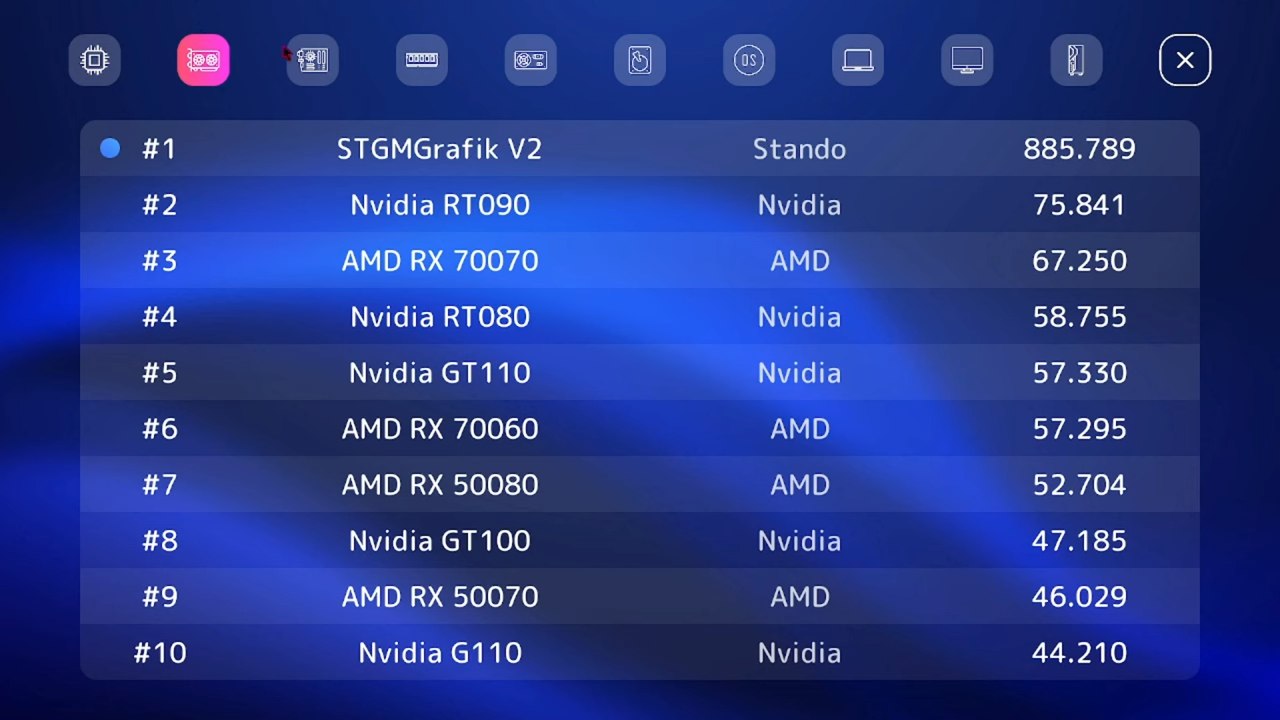 OS
#1 STGMGrafik V2 Stando 885.789
#2 Nvidia RT090 Nvidia 75.841
#3 AMD RX 70070 AMD 67.250
#4 Nvidia RT080 Nvidia 58.755
#5 Nvidia GT110 Nvidia 57.330
#6 AMD RX 70060 AMD 57.295
#7 AMD RX 50080 AMD 52.704
#8 Nvidia GT100 Nvidia 47.185
#9 AMD RX 50070 AMD 46.029
#10 Nvidia G110 Nvidia 44.210